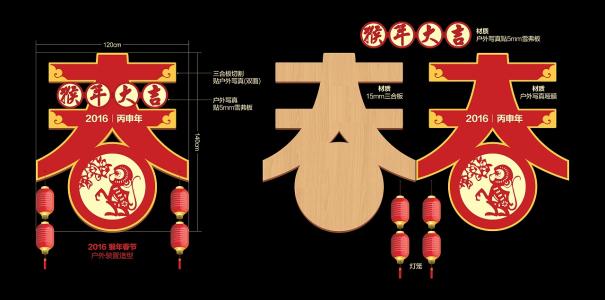 120cm
140cm
春
猴年大吉
2016 | 丙申年
三合板切割
贴户外写真(双面)
户外写真
贴5mm雪弗板
2016 猴年春节
户外装置造型
猴年大吉
材质
户外写真贴5mm雪弗板
春
材质
15mm三合板
春
材质
户外写真哑膜
2016 | 丙申年
灯笼